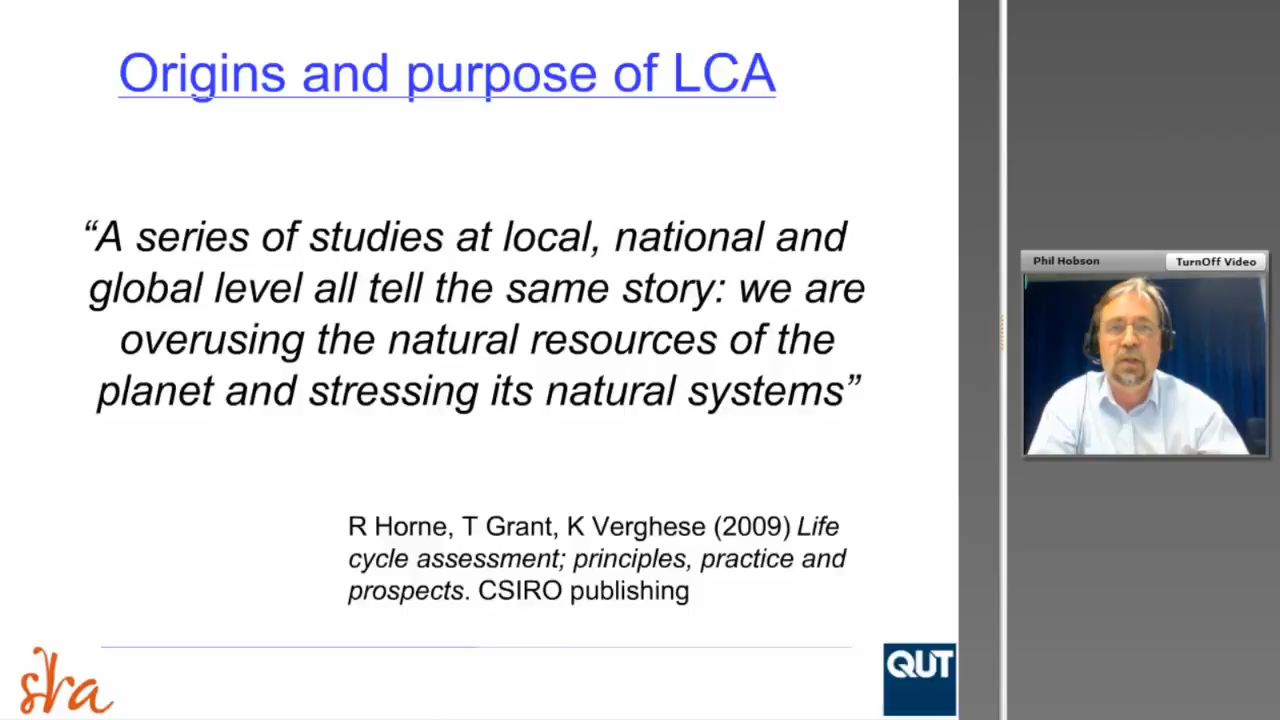 Origins and purpose of LCA
“A series of studies at local, national and
global level all tell the same story: we are
overusing the natural resources of the
planet and stressing its natural systems”
R Horne, T Grant, K Verghese (2009) Life
cycle assessment; principles, practice and
prospects. CSIRO publishing
sra
QUT
Phil Hobson
TurnOff Video